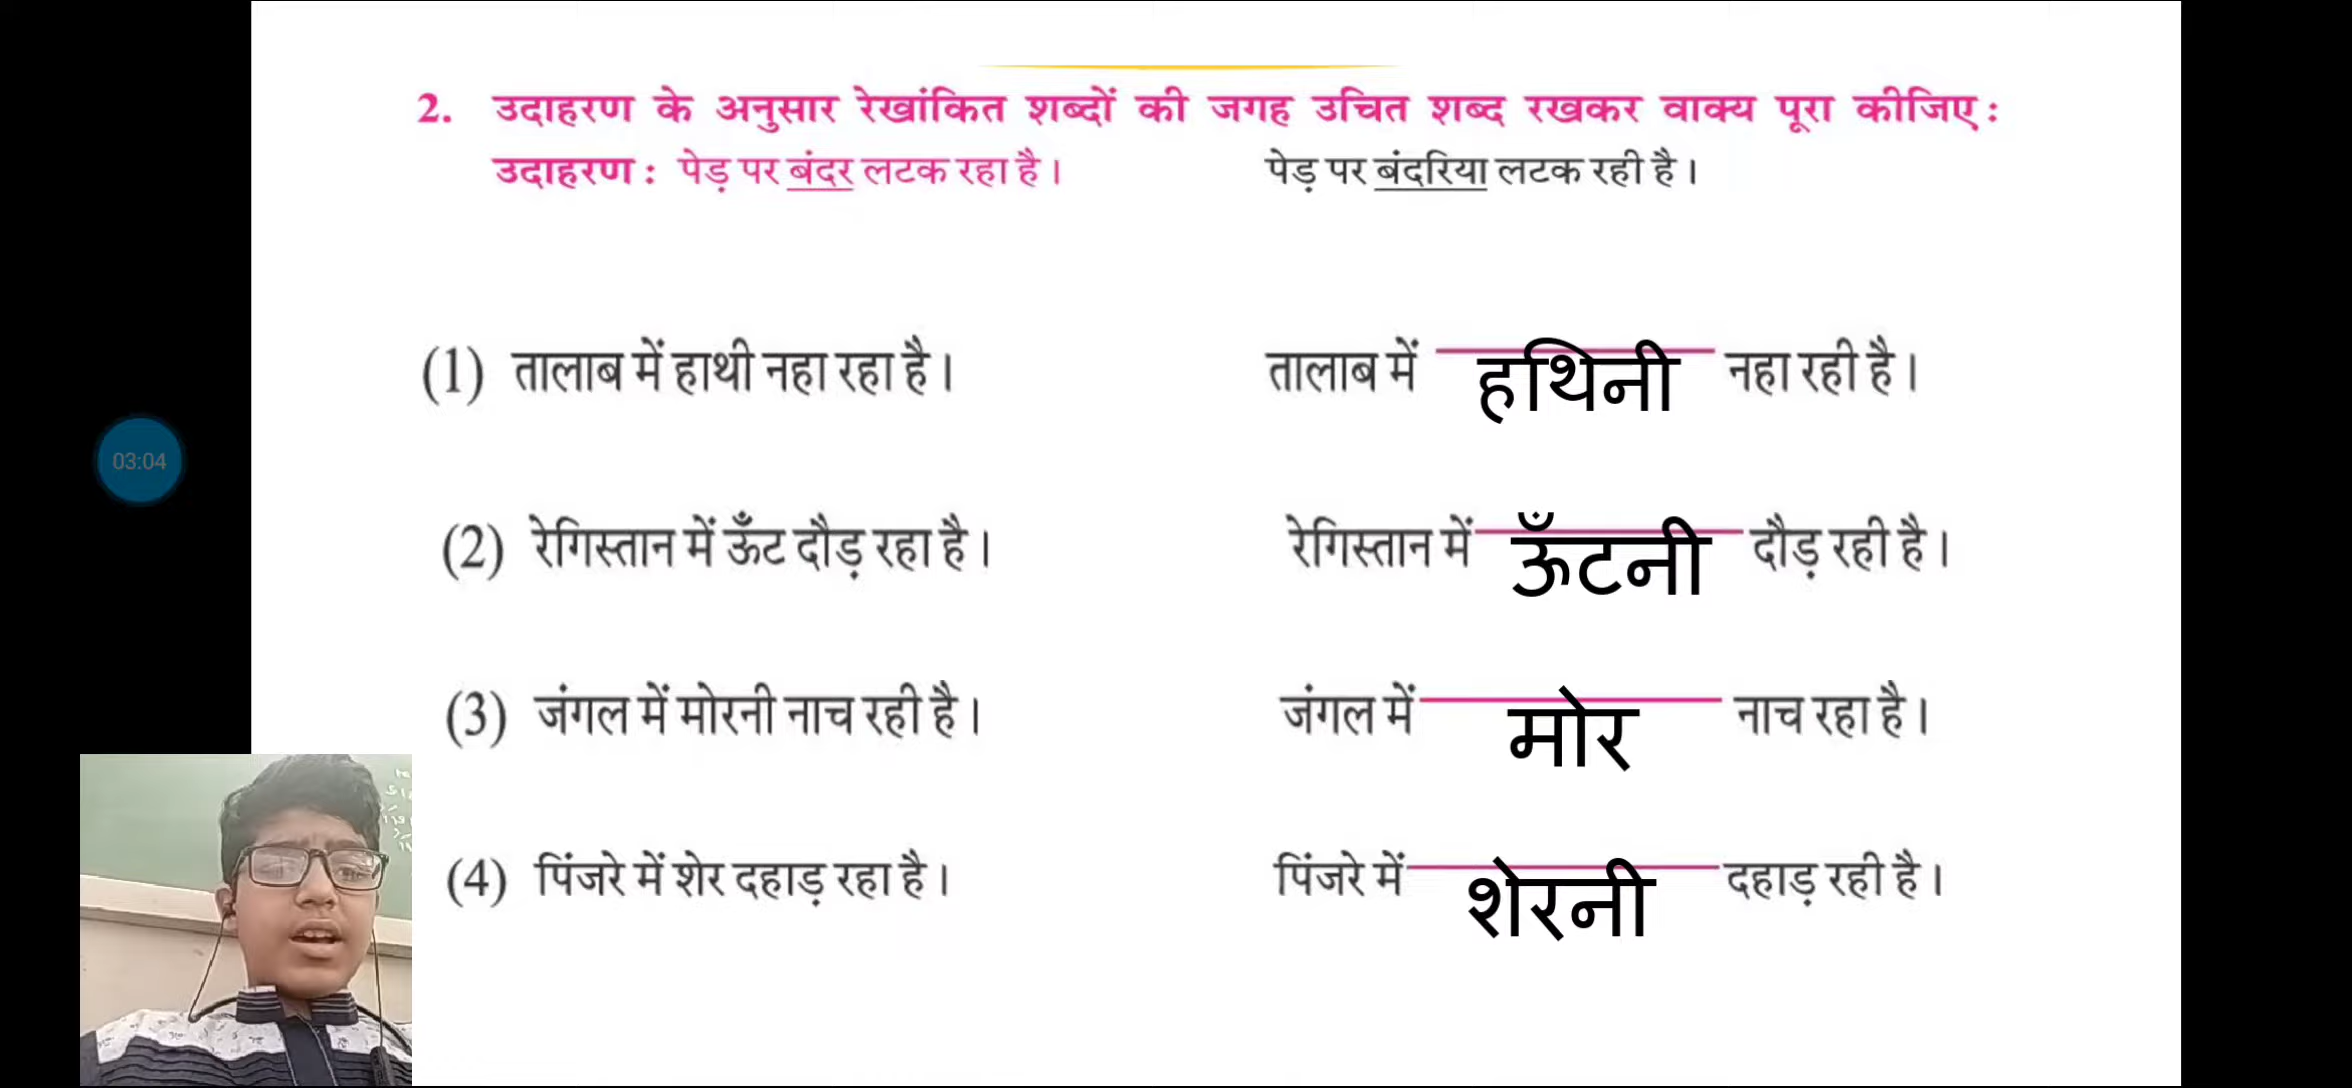 2. उदाहरण के अनुसार रेखांकित शब्दों की जगह उचित शब्द रखकर वाक्य पूरा कीजिए :
उदाहरण : पेड़ पर बंदर लटक रहा है। पेड़ पर बंदरिया लटक रही है।
(1) तालाब में हाथी नहा रहा है। तालाब में हथिनी नहा रही है।
(2) रेगिस्तान में ऊँट दौड़ रहा है। रेगिस्तान में ऊँटनी दौड़ रही है।
03:04
(3) जंगल में मोरनी नाच रही है। जंगल में मोर नाच रहा है।
(4) पिंजरे में शेर दहाड़ रहा है। पिंजरे में शेरनी दहाड़ रही है।